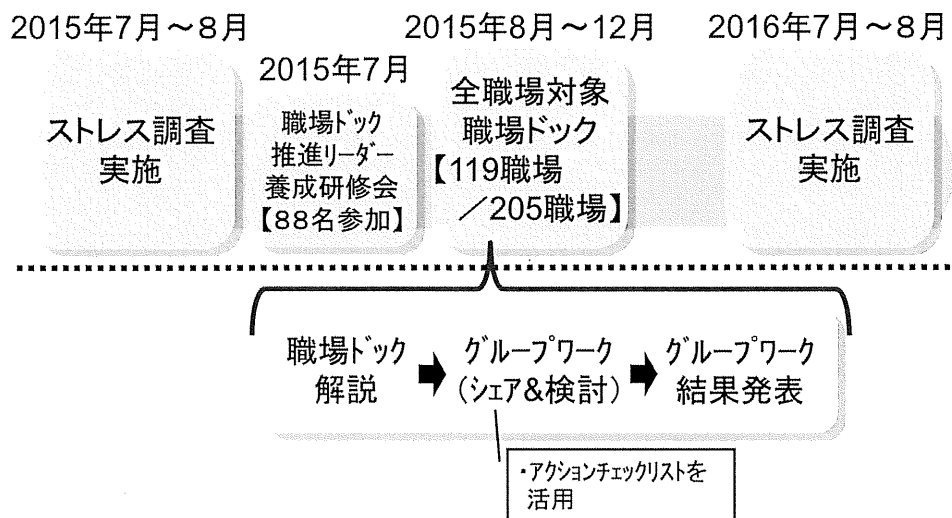 2015年7月～8月
ストレス調査
実施
2015年7月
職場ﾄﾞｯｸ
推進ﾘｰﾀﾞｰ
養成研修会
【88名参加】
2015年8月～12月
全職場対象
職場ﾄﾞｯｸ
【119職場
／205職場】
2016年7月～8月
ストレス調査
実施
職場ﾄﾞｯｸ
解説
ｸﾞﾙｰﾌﾟﾜｰｸ
(ｼｪｱ&検討)
ｸﾞﾙｰﾌﾟﾜｰｸ
結果発表
・ｱｸｼｮﾝﾁｪｯｸﾘｽﾄを
活用